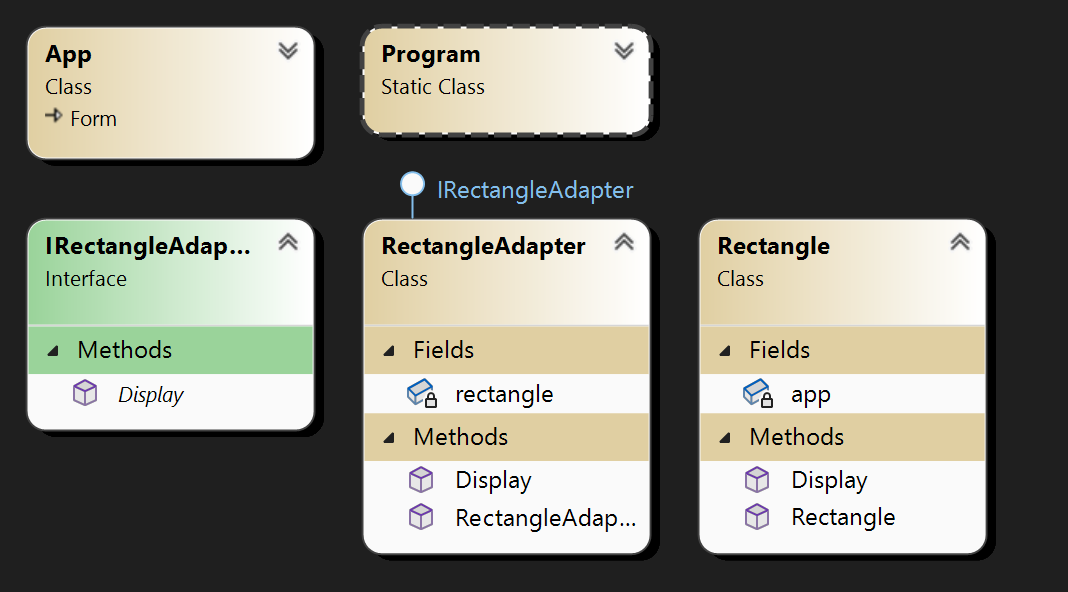 App
Class
Form
Program
Static Class
IRectangleAdapter
IRectangleAdap...
Interface
Methods
Display
RectangleAdapter
Class
Fields
rectangle
Methods
Display
RectangleAdap...
Rectangle
Class
Fields
app
Methods
Display
Rectangle